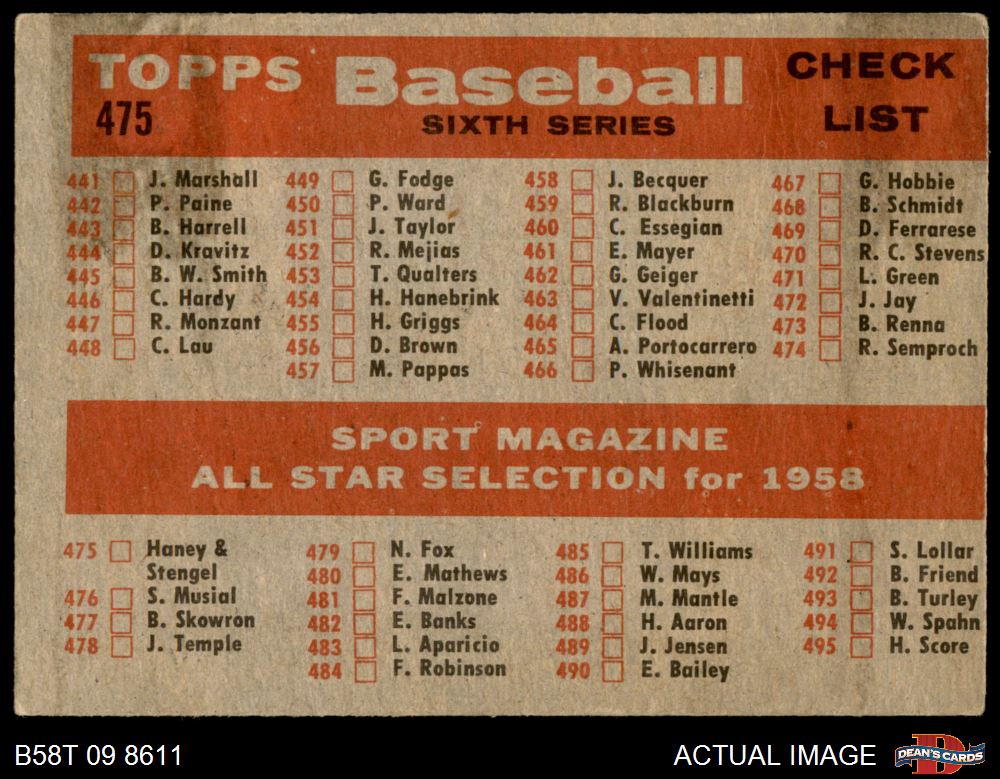 TOPPS Baseball CHECK LIST
475
SIXTH SERIES
441 J. Marshall
442 P. Paine
443 B. Harrell
444 D. Kravitz
445 B. W. Smith
446 C. Hardy
447 R. Monzant
448 C. Lau
449 G. Fodge
450 P. Ward
451 J. Taylor
452 R. Mejias
453 T. Qualters
454 H. Hanebrink
455 H. Griggs
456 D. Brown
457 M. Pappas
458 J. Becquer
459 R. Blackburn
460 C. Essegian
461 E. Mayer
462 G. Geiger
463 V. Valentinetti
464 C. Flood
465 A. Portocarrero
466 P. Whisenant
467 G. Hobbie
468 B. Schmidt
469 D. Ferrarese
470 R. C. Stevens
471 L. Green
472 J. Jay
473 B. Renna
474 R. Semproch
SPORT MAGAZINE
ALL STAR SELECTION for 1958
475 Haney &
Stengel
476 S. Musial
477 B. Skowron
478 J. Temple
479 N. Fox
480 E. Mathews
481 F. Malzone
482 E. Banks
483 L. Aparicio
484 F. Robinson
485 T. Williams
486 W. Mays
487 M. Mantle
488 H. Aaron
489 J. Jensen
490 E. Bailey
491 S. Lollar
492 B. Friend
493 B. Turley
494 W. Spahn
495 H. Score
B58T 09 8611
ACTUAL IMAGE
DEAN'S CARDS